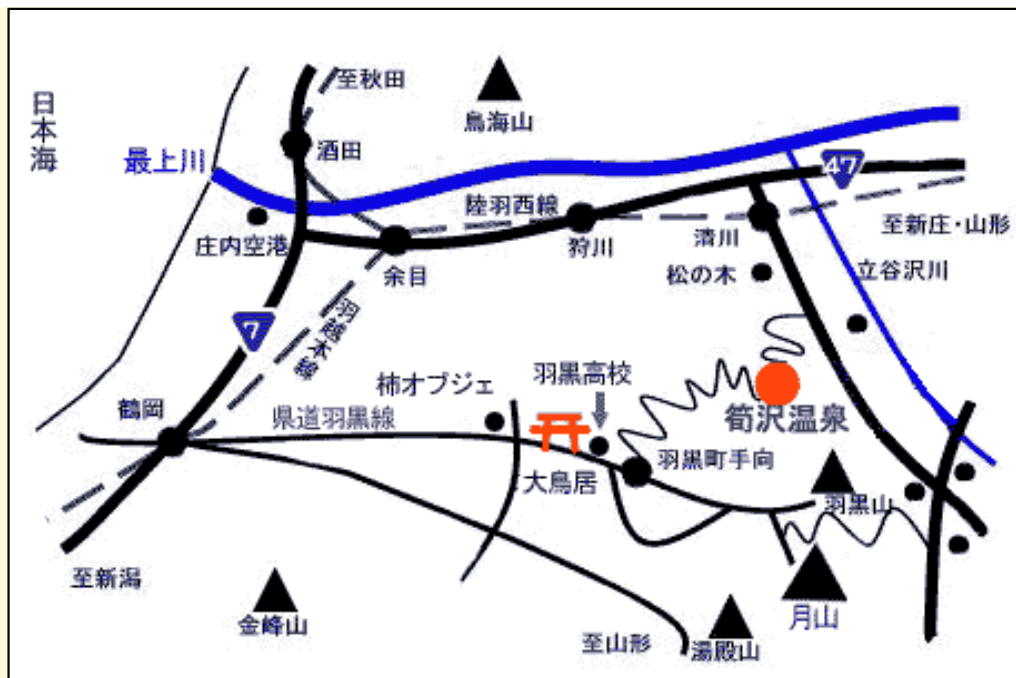 至秋田
日本海
鳥海山
酒田
最上川
47
陸羽西線
至新庄・山形
庄内空港
狩川
清川
余目
松の木
立谷沢川
7
羽越本線
羽黒高校
柿オブジェ
鶴岡
県道羽黒線
筍沢温泉
羽黒町手向
大鳥居
羽黒山
至新潟
月山
金峰山
至山形
湯殿山